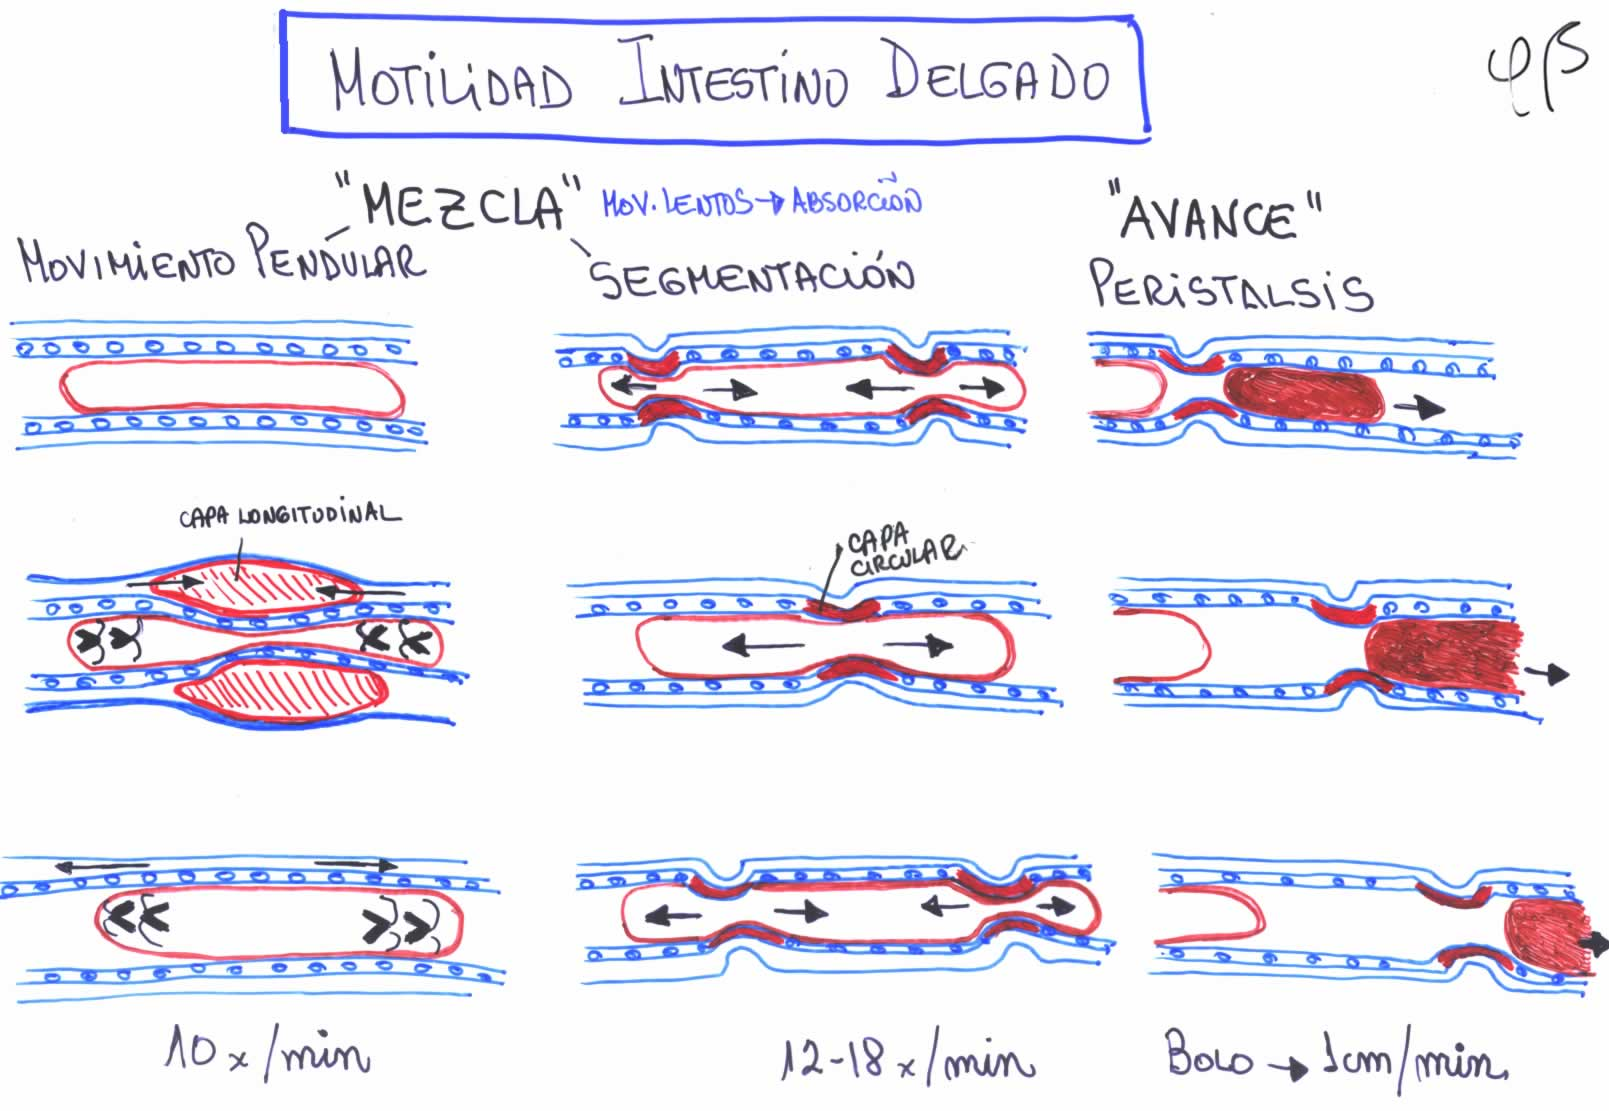 MOTILIDAD INTESTINO DELGADO
"MEZCLA" MOV. LENTOS → ABSORCIÓN
"AVANCE"
MOVIMIENTO PENDULAR
SEGMENTACIÓN
PERISTALSIS
CAPA LONGITUDINAL
CAPA
CIRCULAR
10 x/min
12-18 x/min
BOLO → 1cm/min.